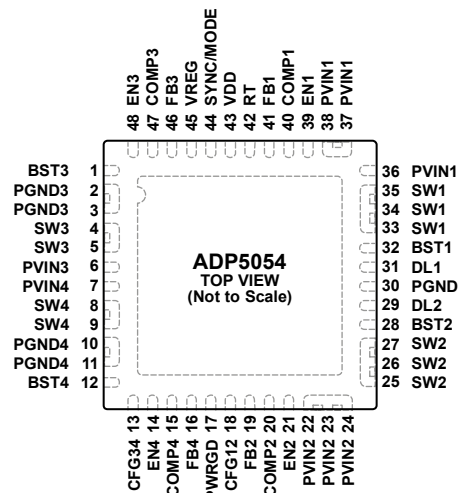 48 EN3
47 COMP3
46 FB3
45 VREG
44 SYNC/MODE
43 VDD
42 RT
41 FB1
40 COMP1
39 EN1
38 PVIN1
37 PVIN1
BST3 1
PGND3 2
PGND3 3
SW3 4
SW3 5
PVIN3 6
PVIN4 7
SW4 8
SW4 9
PGND4 10
PGND4 11
BST4 12
ADP5054
TOP VIEW
(Not to Scale)
36 PVIN1
35 SW1
34 SW1
33 SW1
32 BST1
31 DL1
30 PGND
29 DL2
28 BST2
27 SW2
26 SW2
25 SW2
CFG34 13
EN4 14
COMP4 15
FB4 16
PWRGD 17
CFG12 18
FB2 19
COMP2 20
EN2 21
PVIN2 22
PVIN2 23
PVIN2 24